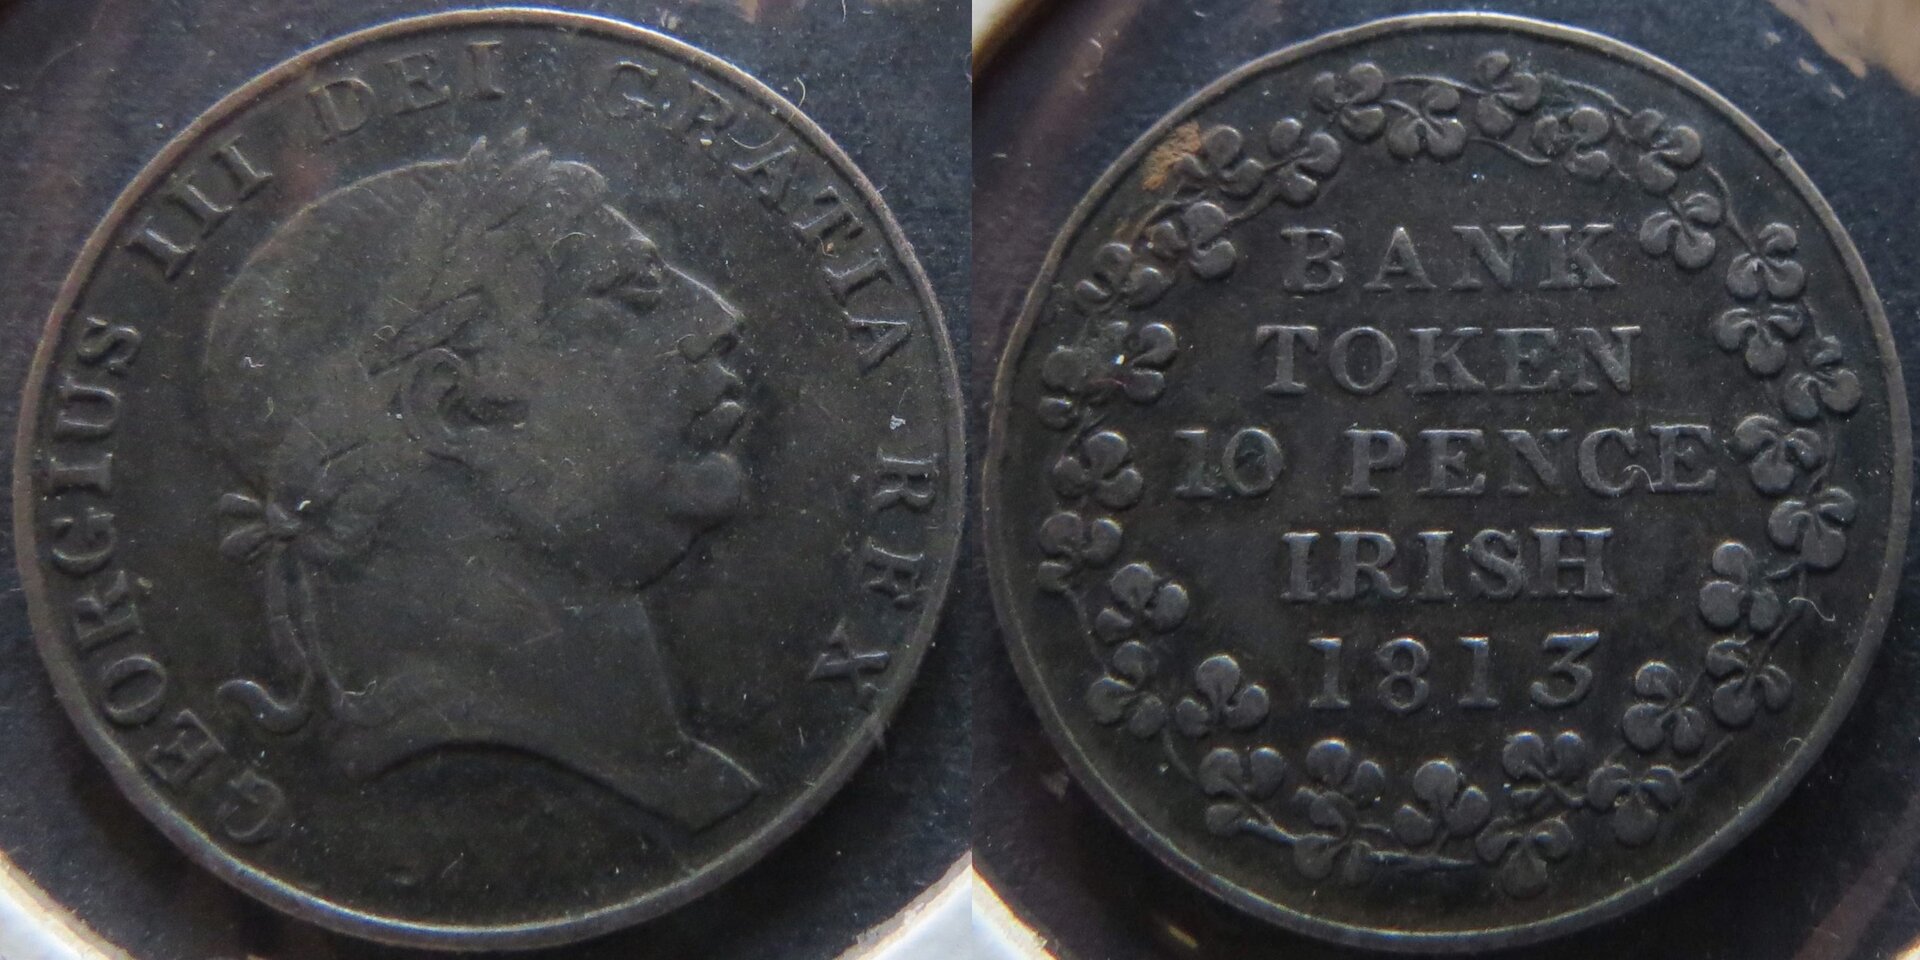 GEORGIUS III DEI GRATIA REX
BANK
TOKEN
10 PENCE
IRISH
1813